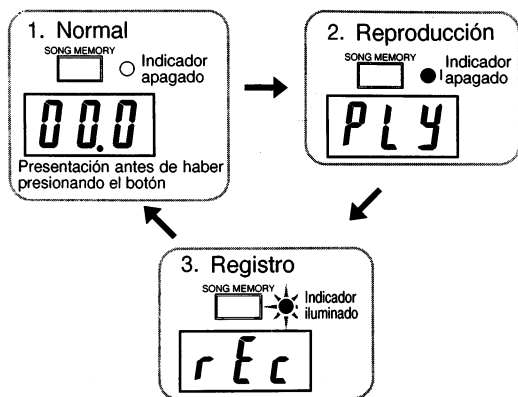 1. Normal
SONG MEMORY
Indicador
apagado
00.0
Presentación antes de haber
presionando el botón
2. Reproducción
SONG MEMORY
Indicador
apagado
PLY
3. Registro
SONG MEMORY
Indicador
iluminado
rEc